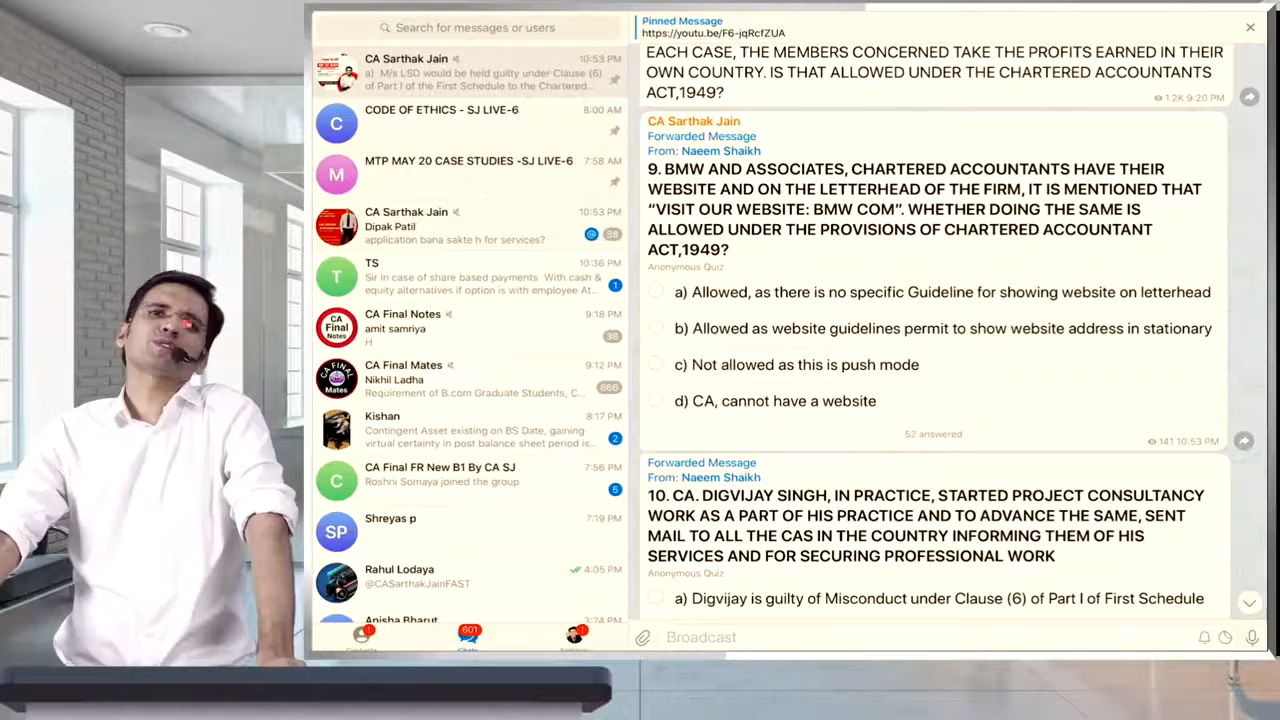 Search for messages or users
CA Sarthak Jain
10:53 PM
a) M/s LSD would be held guilty under Clause (6)
of Part I of the First Schedule to the Chartered...
C
CODE OF ETHICS - SJ LIVE-6
8:00 AM
M
MTP MAY 20 CASE STUDIES -SJ LIVE-6
7:58 AM
CA Sarthak Jain
10:53 PM
Dipak Patil
application bana sakte h for services?
@
38
T
TS
10:36 PM
Sir in case of share based payments With cash &
equity alternatives if option is with employee At...
1
CA
Final
Notes
CA Final Notes
9:18 PM
amit samriya
H
38
CA FINAL
Mates
CA Final Mates
9:12 PM
Nikhil Ladha
Requirement of B.com Graduate Students, C...
866
Kishan
8:17 PM
Contingent Asset existing on BS Date, gaining
virtual certainty in post balance sheet period is...
2
C
CA Final FR New B1 By CA SJ
7:56 PM
Roshni Somaya joined the group
5
SP
Shreyas p
7:19 PM
Rahul Lodaya
4:05 PM
@CASarthakJainFAST
Anisha Bharut
3:24 PM
1
601
Chats
1
Pinned Message
https://youtu.be/F6-jqRcfZUA
EACH CASE, THE MEMBERS CONCERNED TAKE THE PROFITS EARNED IN THEIR
OWN COUNTRY. IS THAT ALLOWED UNDER THE CHARTERED ACCOUNTANTS
ACT,1949?
1.2K 9:20 PM
CA Sarthak Jain
Forwarded Message
From: Naeem Shaikh
9. BMW AND ASSOCIATES, CHARTERED ACCOUNTANTS HAVE THEIR
WEBSITE AND ON THE LETTERHEAD OF THE FIRM, IT IS MENTIONED THAT
“VISIT OUR WEBSITE: BMW COM”. WHETHER DOING THE SAME IS
ALLOWED UNDER THE PROVISIONS OF CHARTERED ACCOUNTANT
ACT,1949?
Anonymous Quiz
a) Allowed, as there is no specific Guideline for showing website on letterhead
b) Allowed as website guidelines permit to show website address in stationary
c) Not allowed as this is push mode
d) CA, cannot have a website
52 answered
141 10:53 PM
Forwarded Message
From: Naeem Shaikh
10. CA. DIGVIJAY SINGH, IN PRACTICE, STARTED PROJECT CONSULTANCY
WORK AS A PART OF HIS PRACTICE AND TO ADVANCE THE SAME, SENT
MAIL TO ALL THE CAS IN THE COUNTRY INFORMING THEM OF HIS
SERVICES AND FOR SECURING PROFESSIONAL WORK
Anonymous Quiz
a) Digvijay is guilty of Misconduct under Clause (6) of Part I of First Schedule
Broadcast